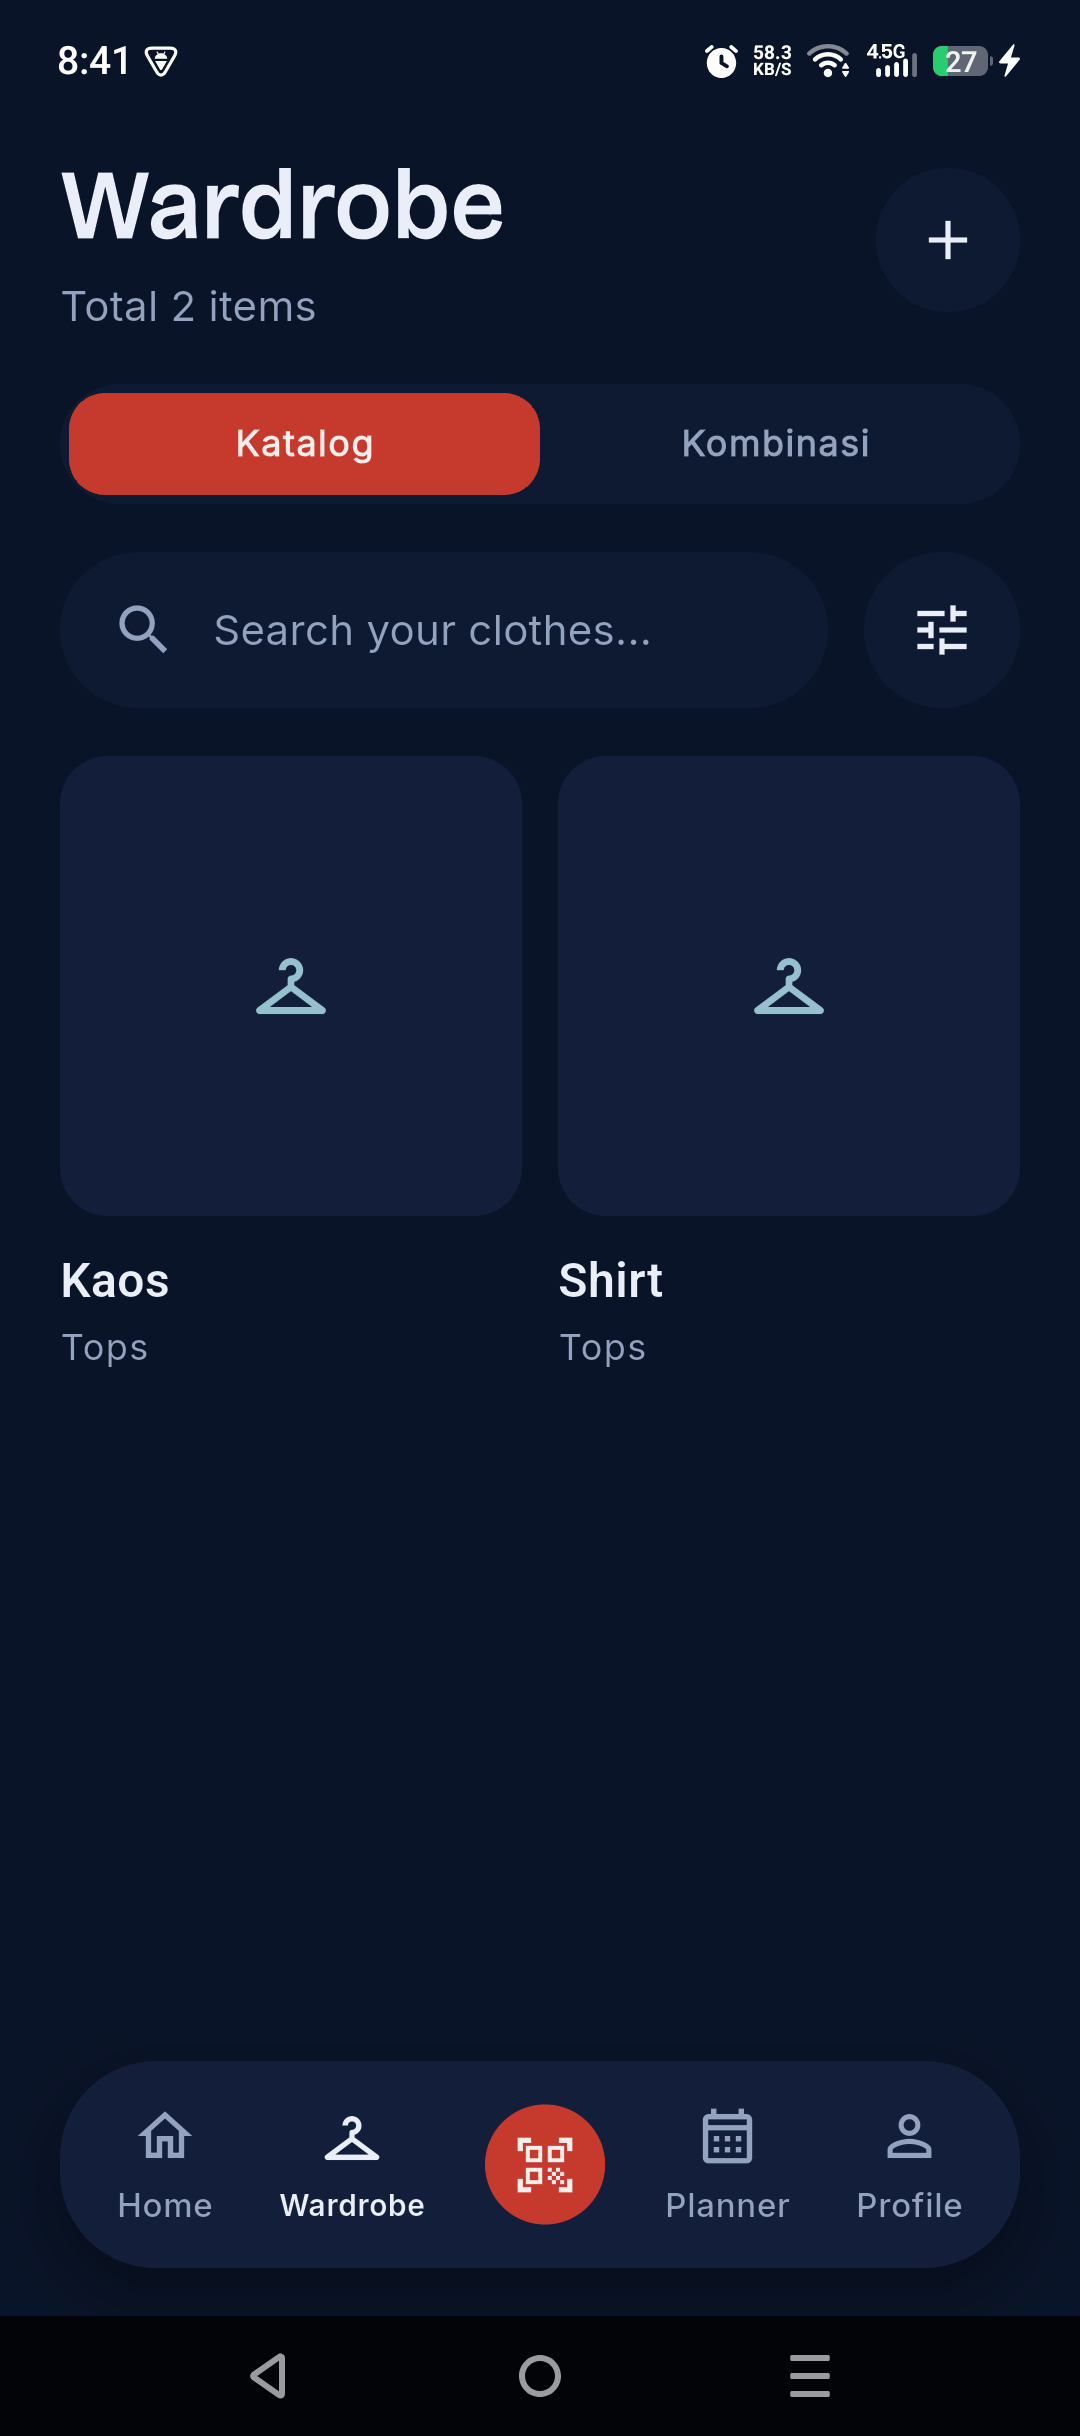 8:41
58.3
KB/S
4.5G
27
Wardrobe
Total 2 items
Katalog
Kombinasi
Search your clothes...
Kaos
Shirt
Tops
Tops
Home
Wardrobe
Planner
Profile